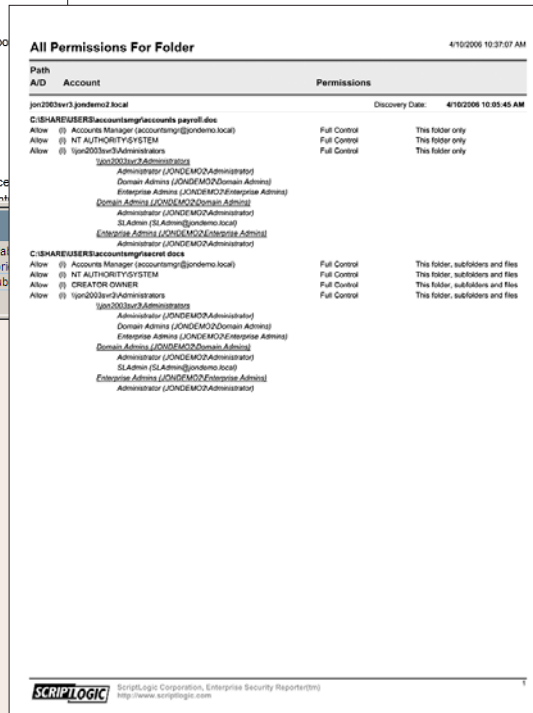 All Permissions For Folder 4/10/2006 10:37:07 AM
Path
A/D Account Permissions
jon2003svr3.jondemo2.local Discovery Date: 4/10/2006 10:05:45 AM
C:\SHARE\USERS\accountsmgr\accounts payroll.doc
Allow (I) Accounts Manager (accountsmgr@jondemo.local) Full Control This folder only
Allow (I) NT AUTHORITY\SYSTEM Full Control This folder only
Allow (I) \\jon2003svr3\Administrators Full Control This folder only
\\jon2003svr3\Administrators
Administrator (JONDEMO2\Administrator)
Domain Admins (JONDEMO2\Domain Admins)
Enterprise Admins (JONDEMO2\Enterprise Admins)
Domain Admins (JONDEMO2\Domain Admins)
Administrator (JONDEMO2\Administrator)
SLAdmin (SLAdmin@jondemo.local)
Enterprise Admins (JONDEMO2\Enterprise Admins)
Administrator (JONDEMO2\Administrator)
C:\SHARE\USERS\accountsmgr\secret docs
Allow (I) Accounts Manager (accountsmgr@jondemo.local) Full Control This folder, subfolders and files
Allow (I) NT AUTHORITY\SYSTEM Full Control This folder, subfolders and files
Allow (I) CREATOR OWNER Full Control This folder, subfolders and files
Allow (I) \\jon2003svr3\Administrators Full Control This folder, subfolders and files
\\jon2003svr3\Administrators
Administrator (JONDEMO2\Administrator)
Domain Admins (JONDEMO2\Domain Admins)
Enterprise Admins (JONDEMO2\Enterprise Admins)
Domain Admins (JONDEMO2\Domain Admins)
Administrator (JONDEMO2\Administrator)
SLAdmin (SLAdmin@jondemo.local)
Enterprise Admins (JONDEMO2\Enterprise Admins)
Administrator (JONDEMO2\Administrator)
SCRIPTLOGIC ScriptLogic Corporation, Enterprise Security Reporter(tm) 1
http://www.scriptlogic.com